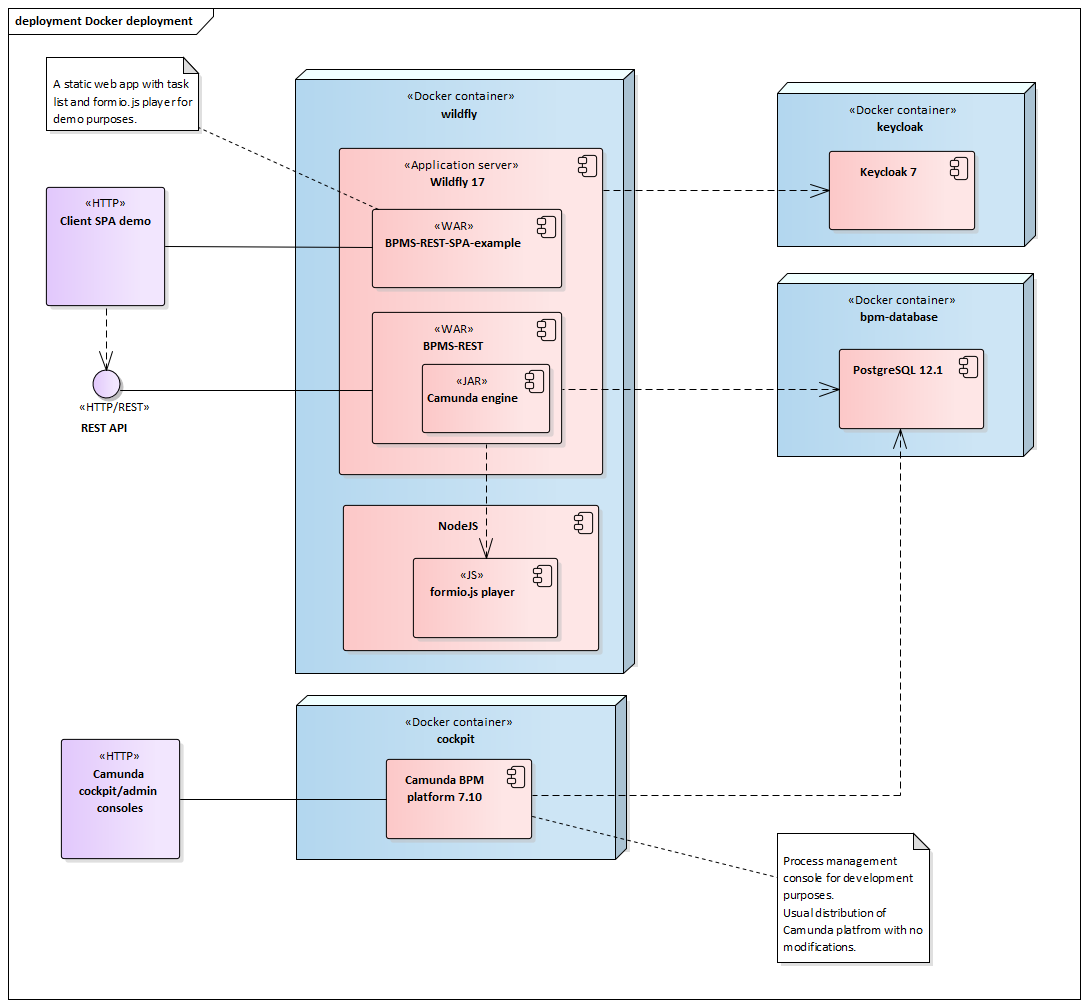 deployment Docker deployment
A static web app with task
list and formio.js player for
demo purposes.
«Docker container»
wildfly
«Docker container»
keycloak
«Application server»
Wildfly 17
Keycloak 7
«HTTP»
Client SPA demo
«WAR»
BPMS-REST-SPA-example
«Docker container»
bpm-database
«WAR»
BPMS-REST
PostgreSQL 12.1
«JAR»
Camunda engine
«HTTP/REST»
REST API
NodeJS
«JS»
formio.js player
«Docker container»
cockpit
«HTTP»
Camunda
cockpit/admin
consoles
Camunda BPM
platform 7.10
Process management
console for development
purposes.
Usual distribution of
Camunda platfrom with no
modifications.